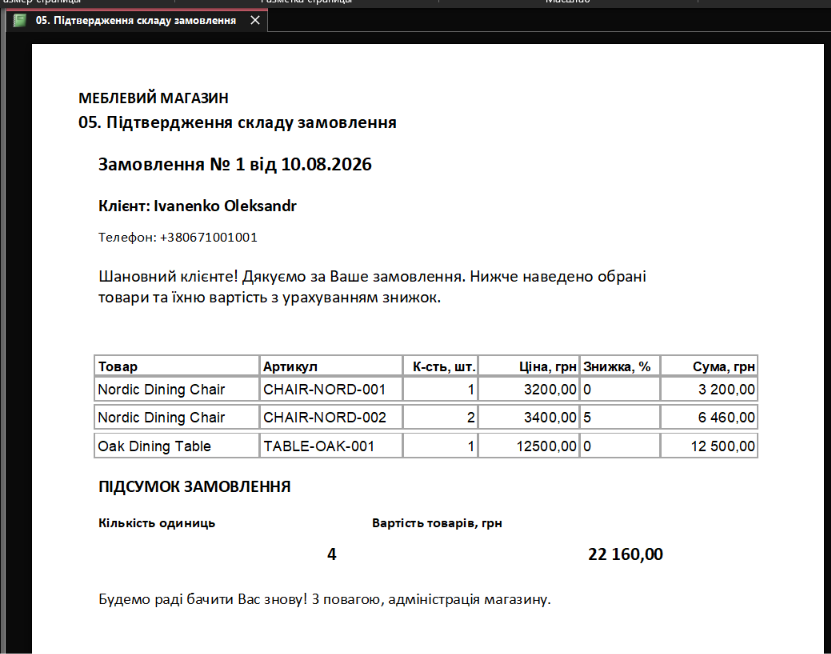 05. Підтвердження складу замовлення
МЕБЛЕВИЙ МАГАЗИН
05. Підтвердження складу замовлення
Замовлення № 1 від 10.08.2026
Клієнт: Ivanenko Oleksandr
Телефон: +380671001001
Шановний клієнте! Дякуємо за Ваше замовлення. Нижче наведено обрані
товари та їхню вартість з урахуванням знижок.
Товар Артикул К-сть, шт. Ціна, грн Знижка, % Сума, грн
Nordic Dining Chair CHAIR-NORD-001 1 3200,00 0 3 200,00
Nordic Dining Chair CHAIR-NORD-002 2 3400,00 5 6 460,00
Oak Dining Table TABLE-OAK-001 1 12500,00 0 12 500,00
ПІДСУМОК ЗАМОВЛЕННЯ
Кількість одиниць Вартість товарів, грн
4 22 160,00
Будемо раді бачити Вас знову! З повагою, адміністрація магазину.